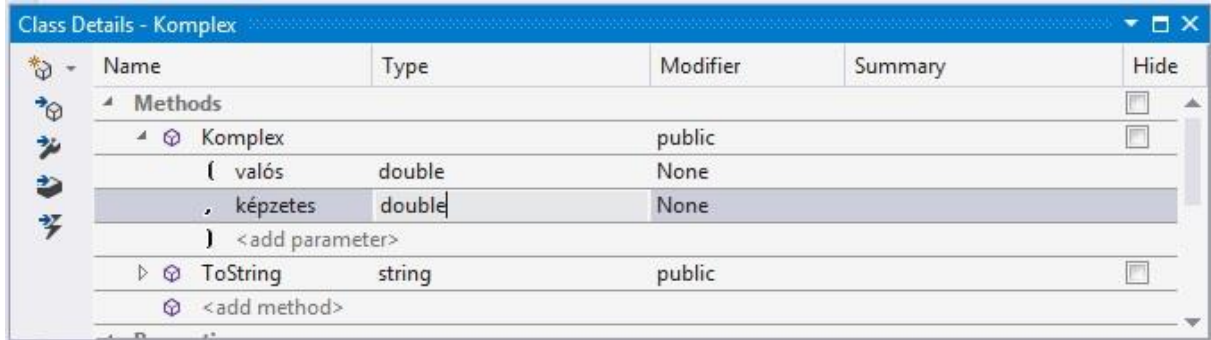 Class Details - Komplex
Name Type Modifier Summary Hide
Methods
Komplex public
( valós double None
, képzetes double None
) <add parameter>
ToString string public
<add method>